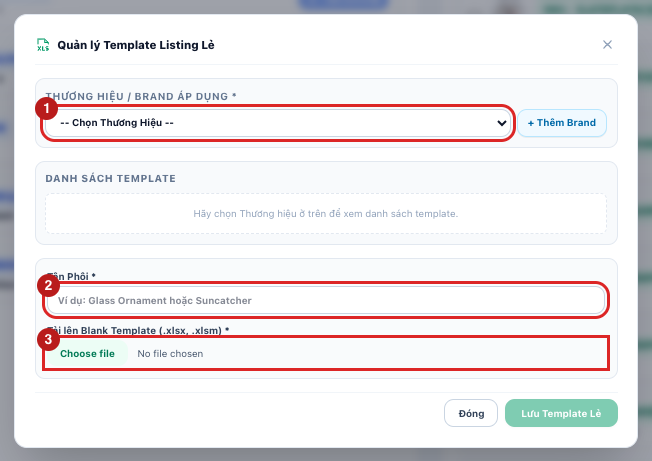 XLS Quản lý Template Listing Lẻ
THƯƠNG HIỆU / BRAND ÁP DỤNG *
1
-- Chọn Thương Hiệu --
+ Thêm Brand
DANH SÁCH TEMPLATE
Hãy chọn Thương hiệu ở trên để xem danh sách template.
Tên Phôi *
2
Ví dụ: Glass Ornament hoặc Suncatcher
Tải lên Blank Template (.xlsx, .xlsm) *
3
Choose file No file chosen
Đóng
Lưu Template Lẻ